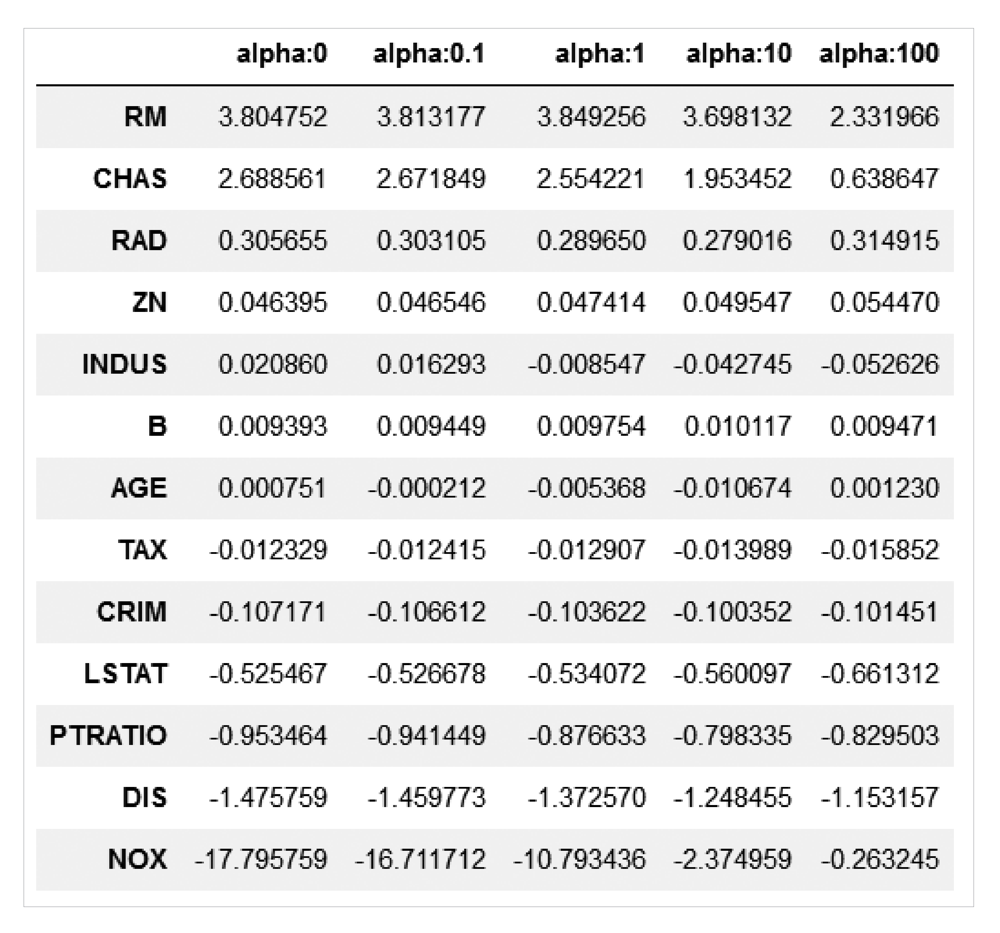 alpha:0 alpha:0.1 alpha:1 alpha:10 alpha:100
RM 3.804752 3.813177 3.849256 3.698132 2.331966
CHAS 2.688561 2.671849 2.554221 1.953452 0.638647
RAD 0.305655 0.303105 0.289650 0.279016 0.314915
ZN 0.046395 0.046546 0.047414 0.049547 0.054470
INDUS 0.020860 0.016293 -0.008547 -0.042745 -0.052626
B 0.009393 0.009449 0.009754 0.010117 0.009471
AGE 0.000751 -0.000212 -0.005368 -0.010674 0.001230
TAX -0.012329 -0.012415 -0.012907 -0.013989 -0.015852
CRIM -0.107171 -0.106612 -0.103622 -0.100352 -0.101451
LSTAT -0.525467 -0.526678 -0.534072 -0.560097 -0.661312
PTRATIO -0.953464 -0.941449 -0.876633 -0.798335 -0.829503
DIS -1.475759 -1.459773 -1.372570 -1.248455 -1.153157
NOX -17.795759 -16.711712 -10.793436 -2.374959 -0.263245